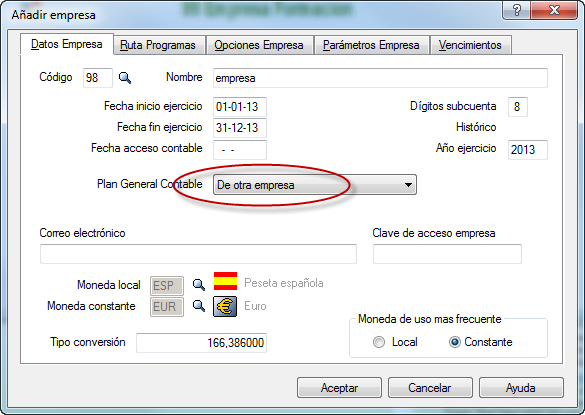 99 Empresa Formacion
Añadir empresa
Datos Empresa Ruta Programas Opciones Empresa Parámetros Empresa Vencimientos
Código 98 Nombre empresa
Fecha inicio ejercicio 01-01-13 Dígitos subcuenta 8
Fecha fin ejercicio 31-12-13 Histórico
Fecha acceso contable - - Año ejercicio 2013
Plan General Contable De otra empresa
Correo electrónico Clave de acceso empresa
Moneda local ESP Peseta española
Moneda constante EUR € Euro
Moneda de uso mas frecuente
Tipo conversión 166,386000 Local Constante
Aceptar Cancelar Ayuda